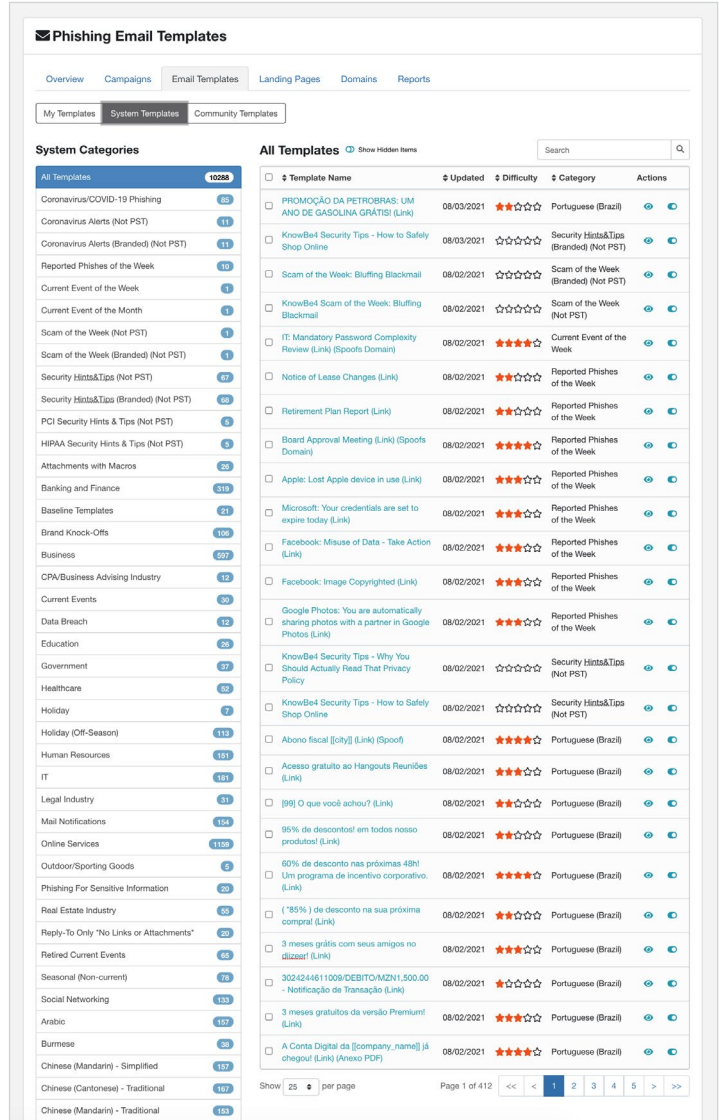 Phishing Email Templates
Overview Campaigns Email Templates Landing Pages Domains Reports
My Templates System Templates Community Templates
System Categories
All Templates 10288
Coronavirus/COVID-19 Phishing 85
Coronavirus Alerts (Not PST) 11
Coronavirus Alerts (Branded) (Not PST) 11
Reported Phishes of the Week 10
Current Event of the Week 1
Current Event of the Month 1
Scam of the Week (Not PST) 1
Scam of the Week (Branded) (Not PST) 1
Security Hints&Tips (Not PST) 67
Security Hints&Tips (Branded) (Not PST) 68
PCI Security Hints & Tips (Not PST) 5
HIPAA Security Hints & Tips (Not PST) 5
Attachments with Macros 26
Banking and Finance 319
Baseline Templates 21
Brand Knock-Offs 106
Business 597
CPA/Business Advising Industry 12
Current Events 30
Data Breach 12
Education 26
Government 37
Healthcare 52
Holiday 7
Holiday (Off-Season) 113
Human Resources 151
IT 181
Legal Industry 31
Mail Notifications 154
Online Services 1159
Outdoor/Sporting Goods 5
Phishing For Sensitive Information 20
Real Estate Industry 55
Reply-To Only "No Links or Attachments" 20
Retired Current Events 68
Seasonal (Non-current) 78
Social Networking 133
Arabic 157
Burmese 38
Chinese (Mandarin) - Simplified 157
Chinese (Cantonese) - Traditional 167
Chinese (Mandarin) - Traditional 153
All Templates Show Hidden Items Search
Template Name Updated Difficulty Category Actions
PROMOÇÃO DA PETROBRAS: UM
ANO DE GASOLINA GRÁTIS! (Link) 08/03/2021 Portuguese (Brazil)
KnowBe4 Security Tips - How to Safely
Shop Online 08/03/2021 Security Hints&Tips
(Branded) (Not PST)
Scam of the Week: Bluffing Blackmail 08/02/2021 Scam of the Week
(Branded) (Not PST)
KnowBe4 Scam of the Week: Bluffing
Blackmail 08/02/2021 Scam of the Week
(Not PST)
IT: Mandatory Password Complexity
Review (Link) (Spoofs Domain) 08/02/2021 Current Event of the
Week
Notice of Lease Changes (Link) 08/02/2021 Reported Phishes
of the Week
Retirement Plan Report (Link) 08/02/2021 Reported Phishes
of the Week
Board Approval Meeting (Link) (Spoofs
Domain) 08/02/2021 Reported Phishes
of the Week
Apple: Lost Apple device in use (Link) 08/02/2021 Reported Phishes
of the Week
Microsoft: Your credentials are set to
expire today (Link) 08/02/2021 Reported Phishes
of the Week
Facebook: Misuse of Data - Take Action
(Link) 08/02/2021 Reported Phishes
of the Week
Facebook: Image Copyrighted (Link) 08/02/2021 Reported Phishes
of the Week
Google Photos: You are automatically
sharing photos with a partner in Google
Photos (Link) 08/02/2021 Reported Phishes
of the Week
KnowBe4 Security Tips - Why You
Should Actually Read That Privacy
Policy 08/02/2021 Security Hints&Tips
(Not PST)
KnowBe4 Security Tips - How to Safely
Shop Online 08/02/2021 Security Hints&Tips
(Not PST)
Abono fiscal [[city]] (Link) (Spoof) 08/02/2021 Portuguese (Brazil)
Acesso gratuito ao Hangouts Reuniões
(Link) 08/02/2021 Portuguese (Brazil)
[99] O que você achou? (Link) 08/02/2021 Portuguese (Brazil)
95% de descontos! em todos nosso
produtos! (Link) 08/02/2021 Portuguese (Brazil)
60% de desconto nas próximas 48h!
Um programa de incentivo corporativo.
(Link) 08/02/2021 Portuguese (Brazil)
( "85% ) de desconto na sua próxima
compra! (Link) 08/02/2021 Portuguese (Brazil)
3 meses grátis com seus amigos no
diizeer! (Link) 08/02/2021 Portuguese (Brazil)
3024244611009/DEBITO/MZN1,500.00
- Notificação de Transação (Link) 08/02/2021 Portuguese (Brazil)
3 meses gratuitos da versão Premium!
(Link) 08/02/2021 Portuguese (Brazil)
A Conta Digital da [[company_name]] já
chegou! (Link) (Anexo PDF) 08/02/2021 Portuguese (Brazil)
Show 25 per page Page 1 of 412 << < 1 2 3 4 5 > >>